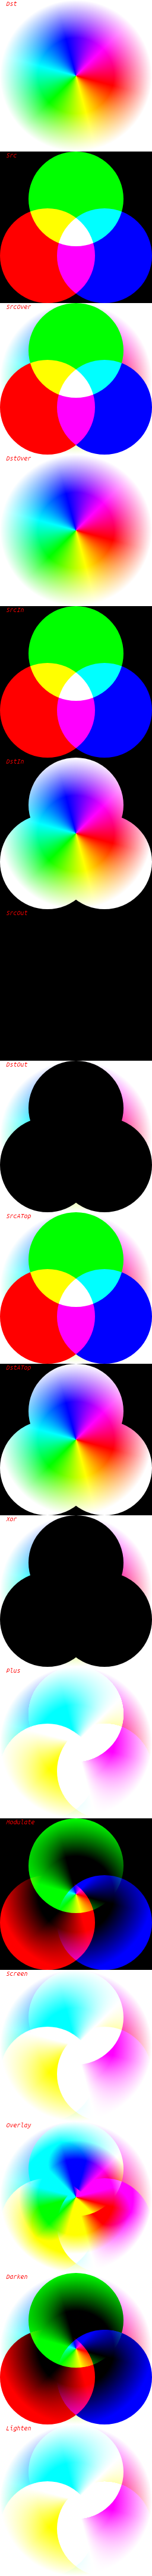 Dst
Src
SrcOver
DstOver
SrcIn
DstIn
SrcOut
DstOut
SrcATop
DstATop
Xor
Plus
Modulate
Screen
Overlay
Darken
Lighten